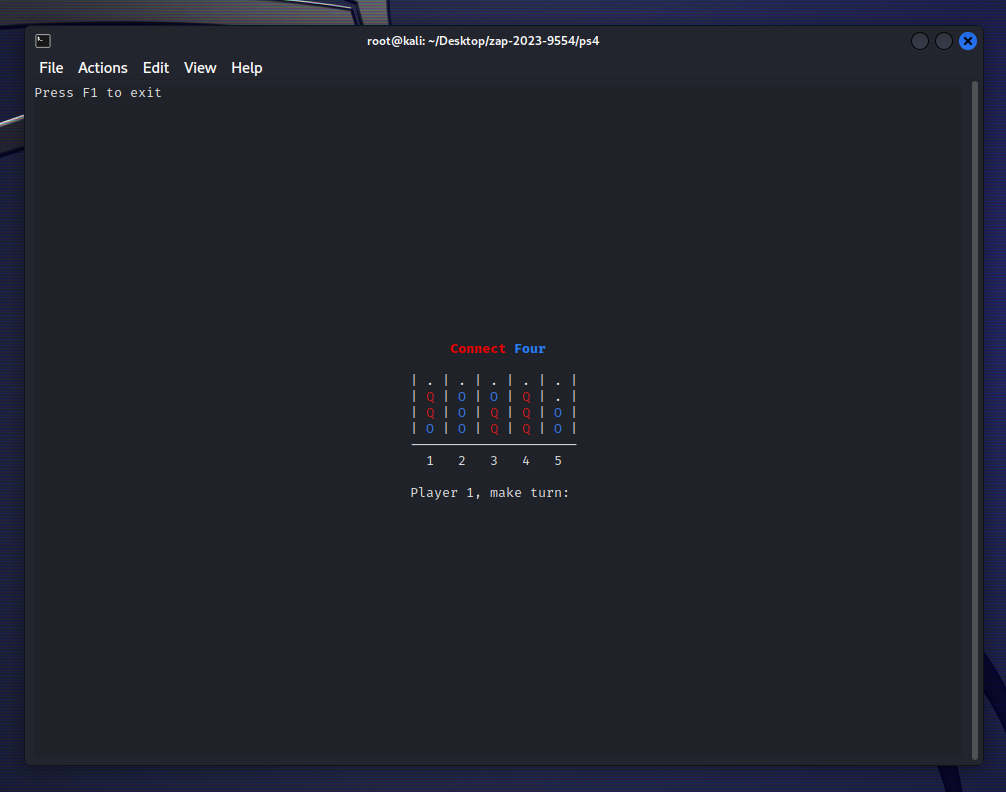 root@kali: ~/Desktop/zap-2023-9554/ps4
File Actions Edit View Help
Press F1 to exit
Connect Four
| . | . | . | . | . |
| Q | O | O | Q | . |
| Q | O | Q | Q | O |
| O | O | Q | Q | O |
1 2 3 4 5
Player 1, make turn: